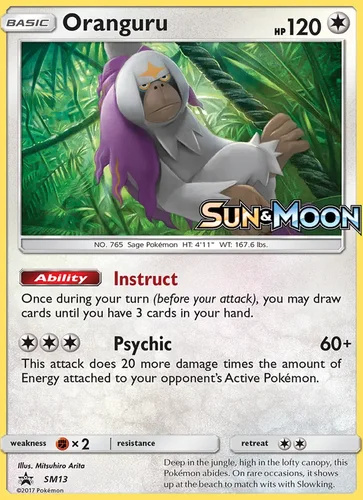 BASIC Oranguru HP 120
SUN & MOON
NO. 765 Sage Pokémon HT: 4'11" WT: 167.6 lbs.
Ability Instruct
Once during your turn (before your attack), you may draw
cards until you have 3 cards in your hand.
Psychic 60+
This attack does 20 more damage times the amount of
Energy attached to your opponent's Active Pokémon.
weakness × 2 resistance retreat
Illus. Mitsuhiro Arita
SM13
©2017 Pokémon
Deep in the jungle, high in the lofty canopy, this
Pokémon abides. On rare occasions, it shows
up at the beach to match wits with Slowking.